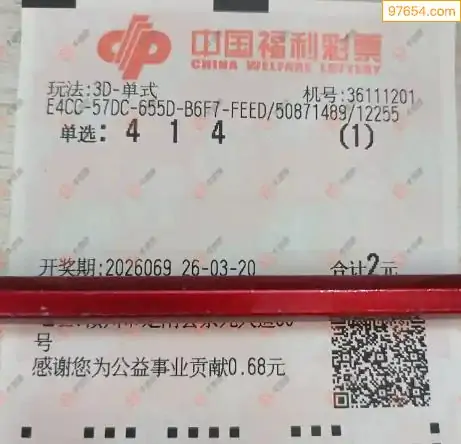 97654.com
中国福利彩票
CHINA WELFARE LOTTERY
玩法:3D-单式 机号:36111201
E4CC-57DC-655D-B6F7-FEED/50871489/12255
单选: 4 1 4 (1)
开奖期:2026069 26-03-20 合计2元
号
感谢您为公益事业贡献0.68元